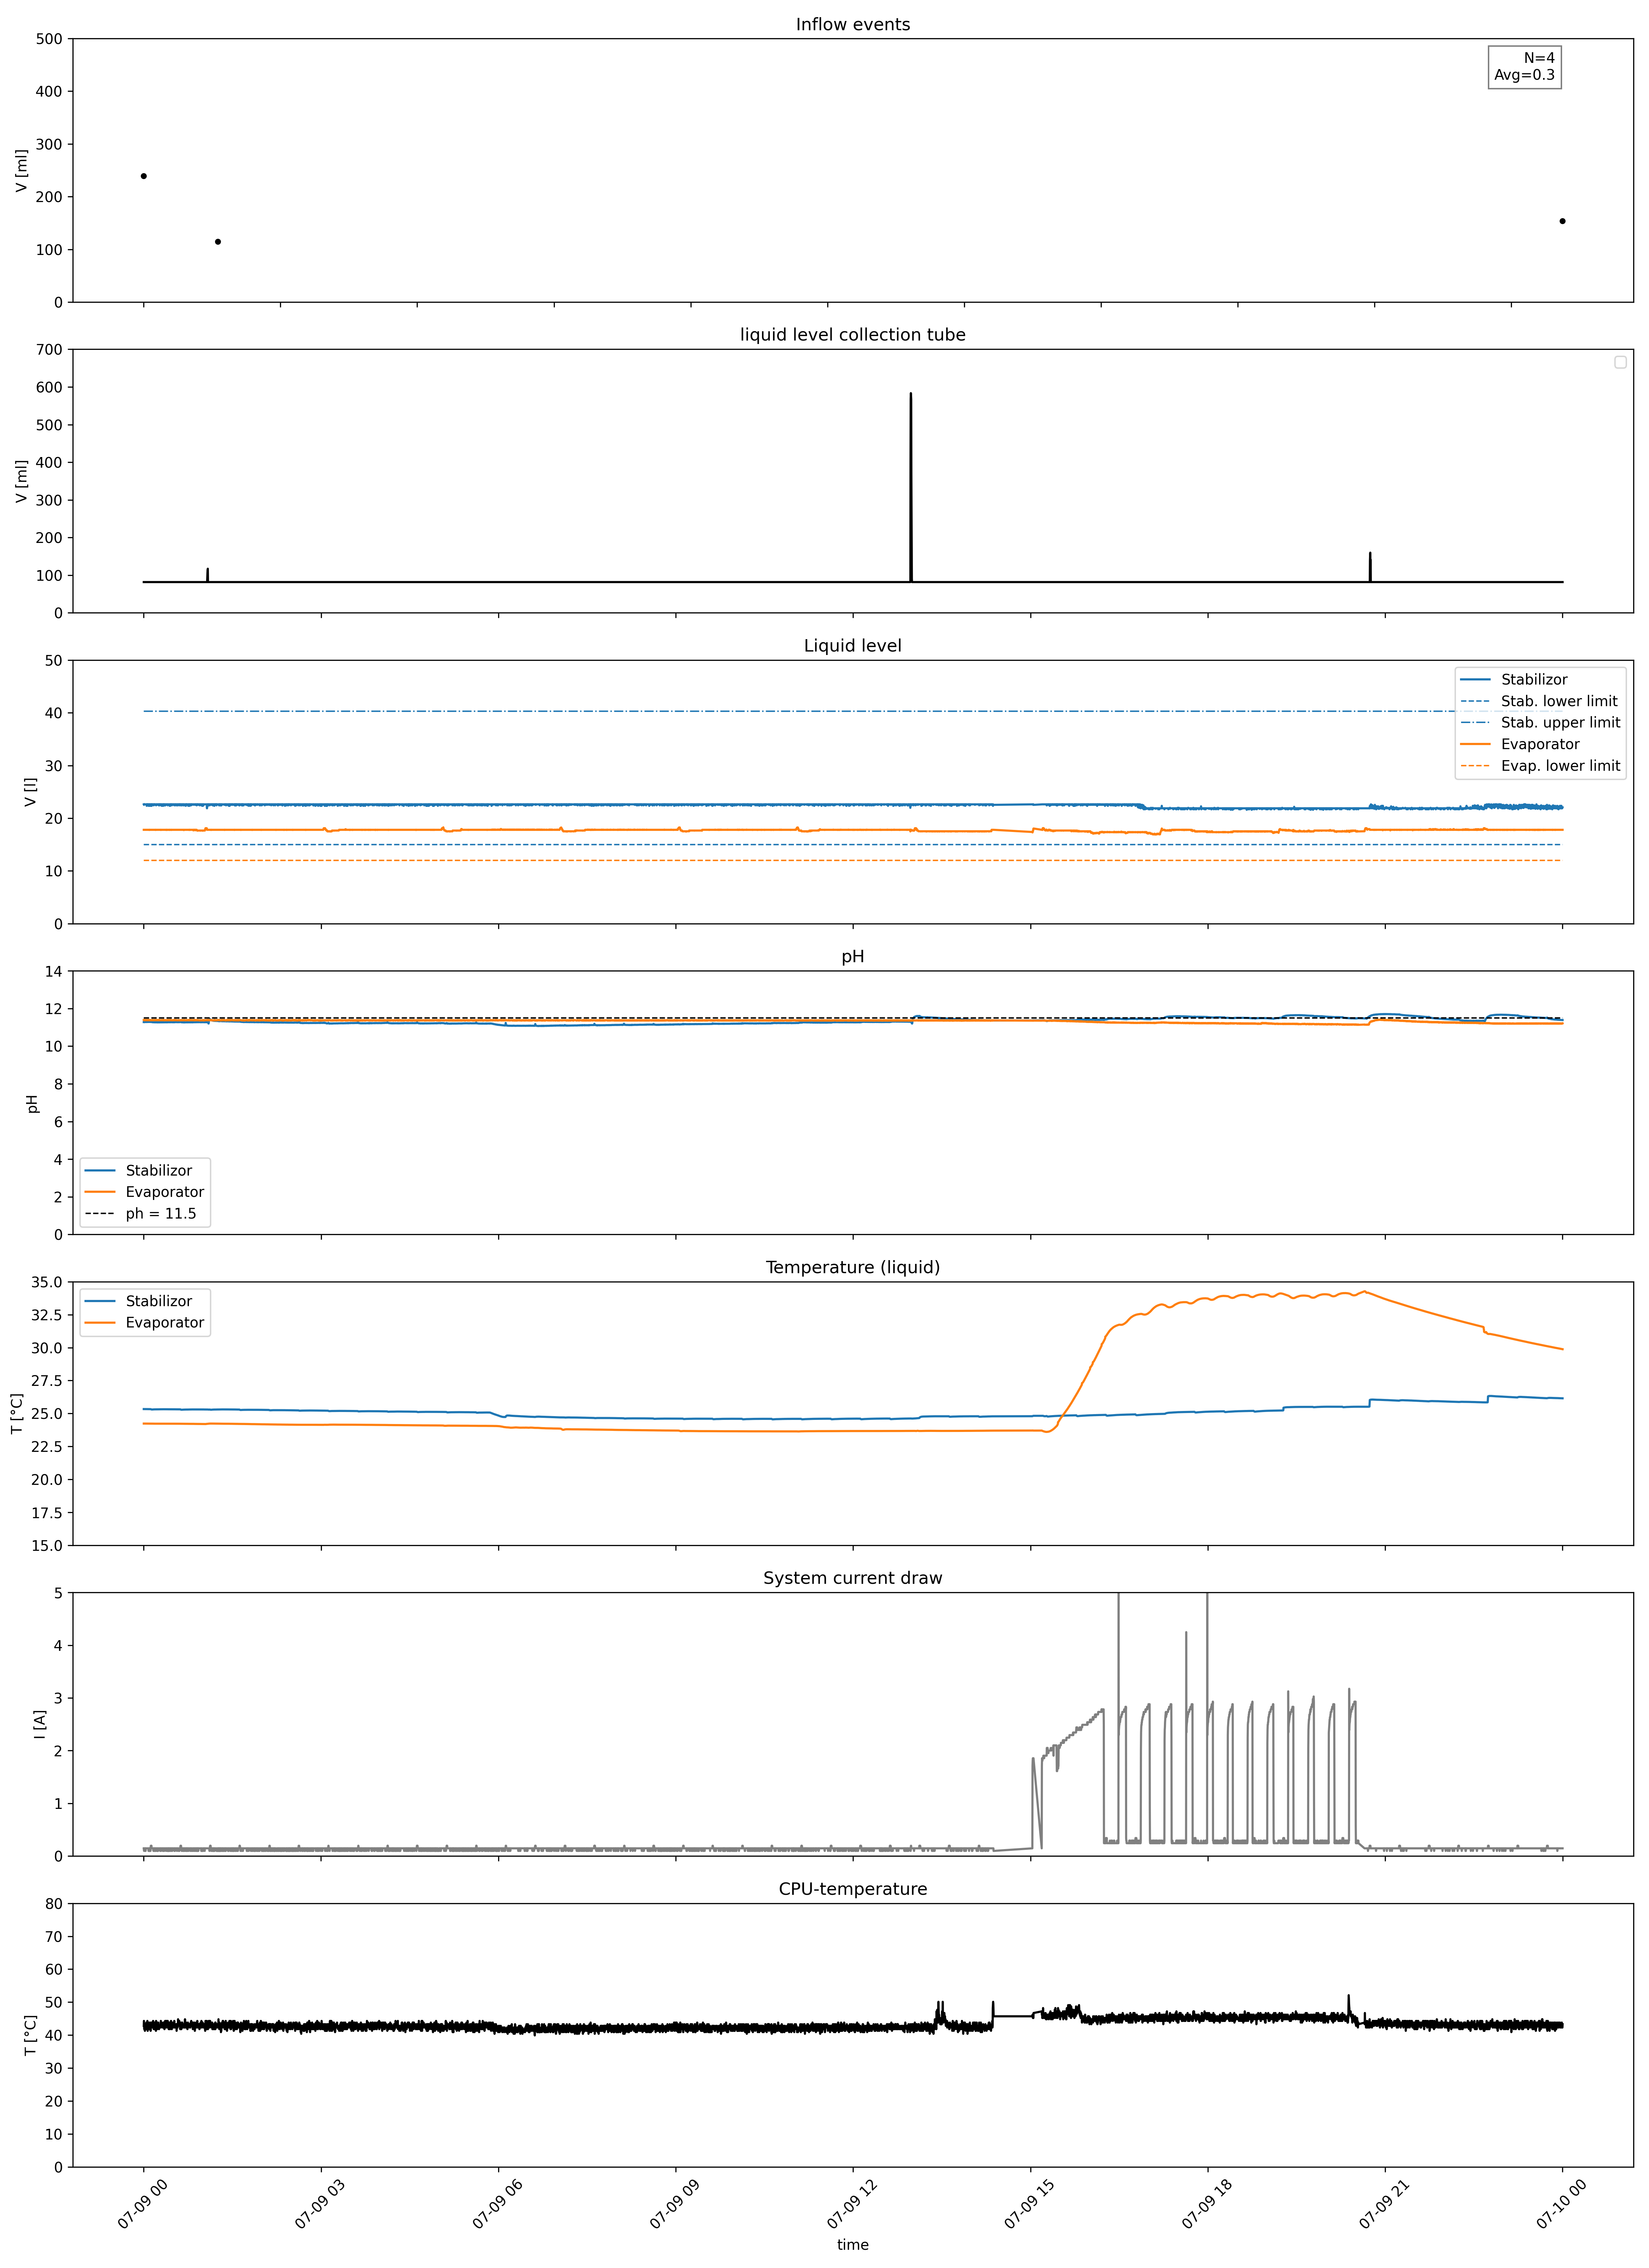 Inflow events
500
400
300
200
100
0
V [ml]
N=4
Avg=0.3
liquid level collection tube
700
600
500
400
300
200
100
0
V [ml]
Liquid level
50
40
30
20
10
0
V [l]
Stabilizor
Stab. lower limit
Stab. upper limit
Evaporator
Evap. lower limit
pH
14
12
10
8
6
4
2
0
pH
Stabilizor
Evaporator
ph = 11.5
Temperature (liquid)
35.0
32.5
30.0
27.5
25.0
22.5
20.0
17.5
15.0
T [°C]
Stabilizor
Evaporator
System current draw
5
4
3
2
1
0
I [A]
CPU-temperature
80
70
60
50
40
30
20
10
0
T [°C]
07-09 00
07-09 03
07-09 06
07-09 09
07-09 12
07-09 15
07-09 18
07-09 21
07-10 00
time